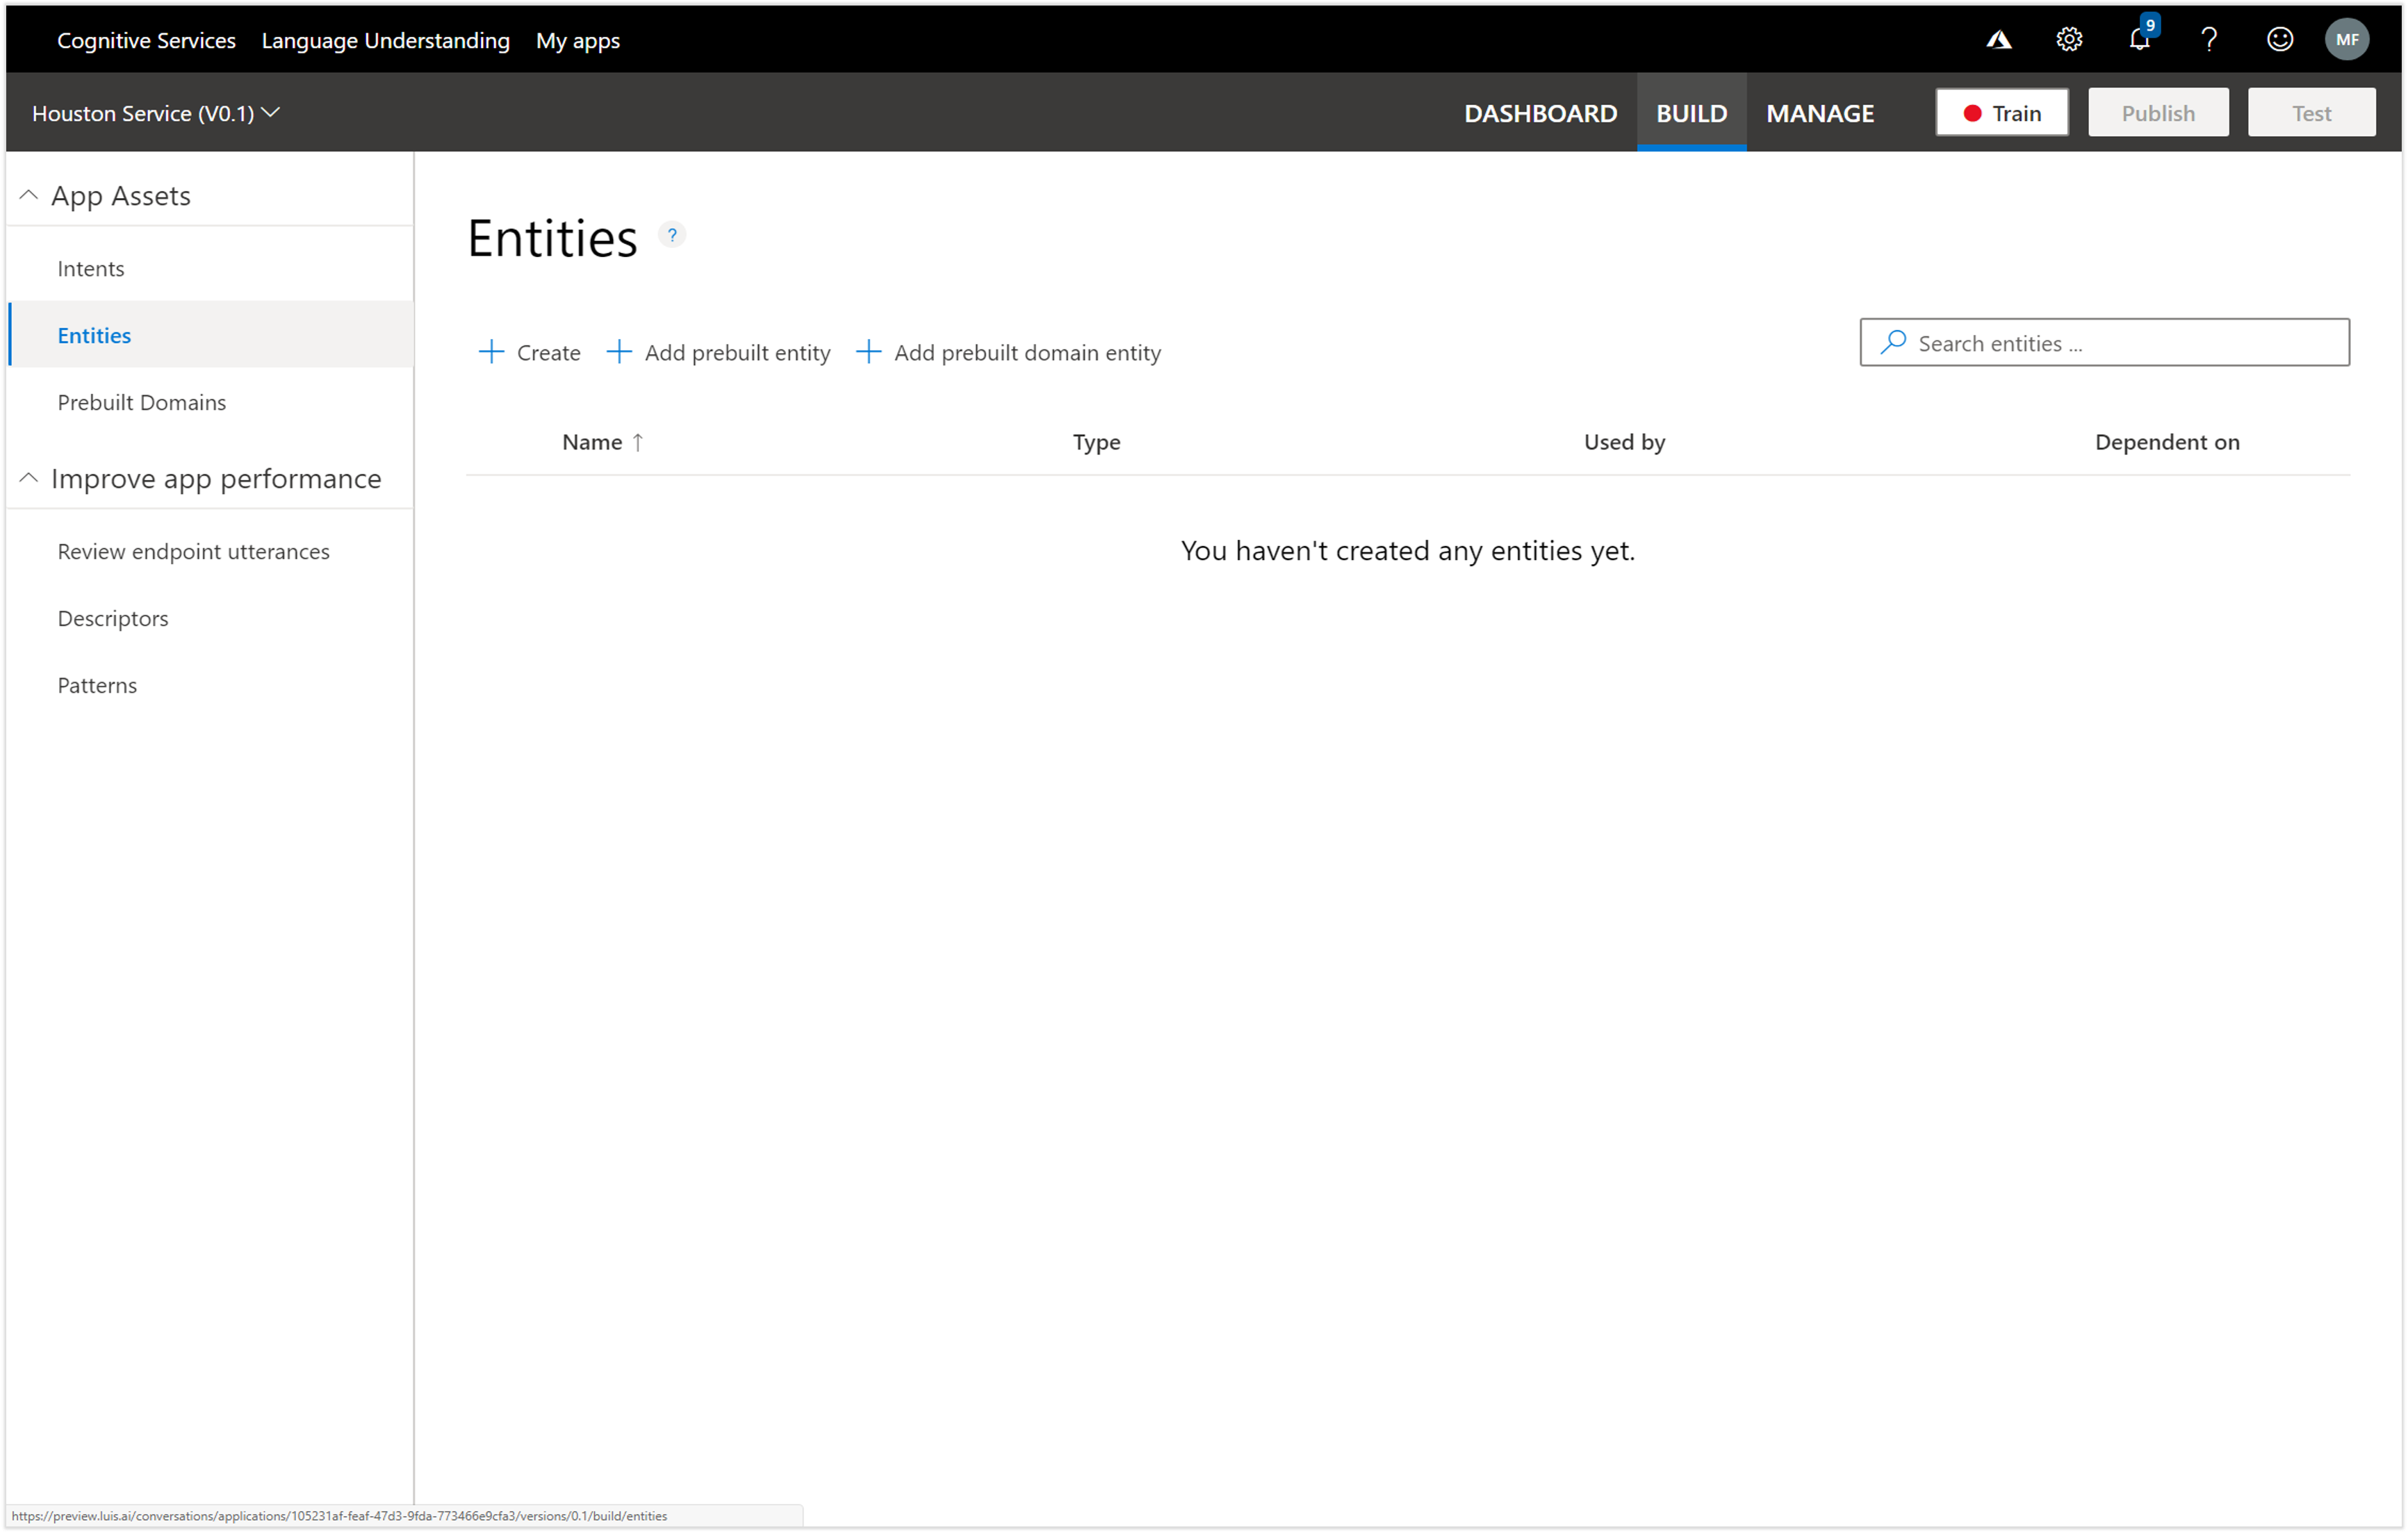 Cognitive Services Language Understanding My apps 9 ? MF
Houston Service (V0.1) DASHBOARD BUILD MANAGE Train Publish Test
App Assets
Intents
Entities
Prebuilt Domains
Improve app performance
Review endpoint utterances
Descriptors
Patterns
Entities ?
+ Create + Add prebuilt entity + Add prebuilt domain entity Search entities ...
Name ↑ Type Used by Dependent on
You haven't created any entities yet.
https://preview.luis.ai/conversations/applications/105231af-feaf-47d3-9fda-773466e9cfa3/versions/0.1/build/entities